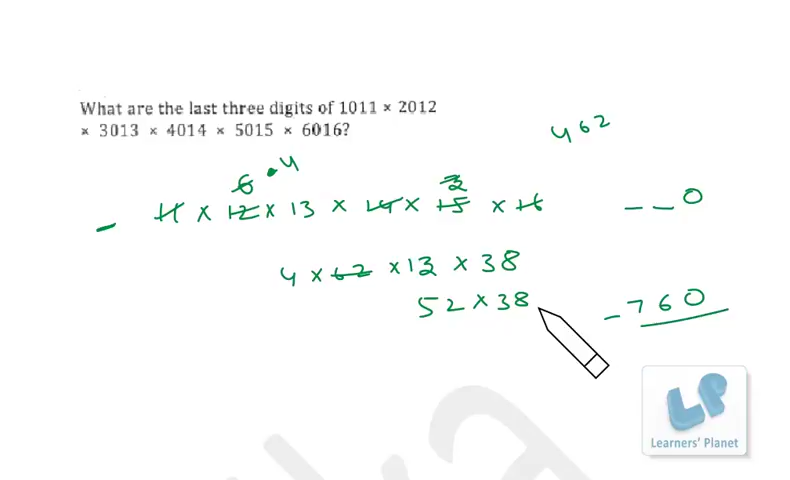 What are the last three digits of 1011 × 2012
× 3013 × 4014 × 5015 × 6016?
462
6 • 4 3
11 × 12 × 13 × 14 × 15 × 16
_ _ 0
4 × 62 × 13 × 38
52 × 38
_ 760
LP
Learners' Planet